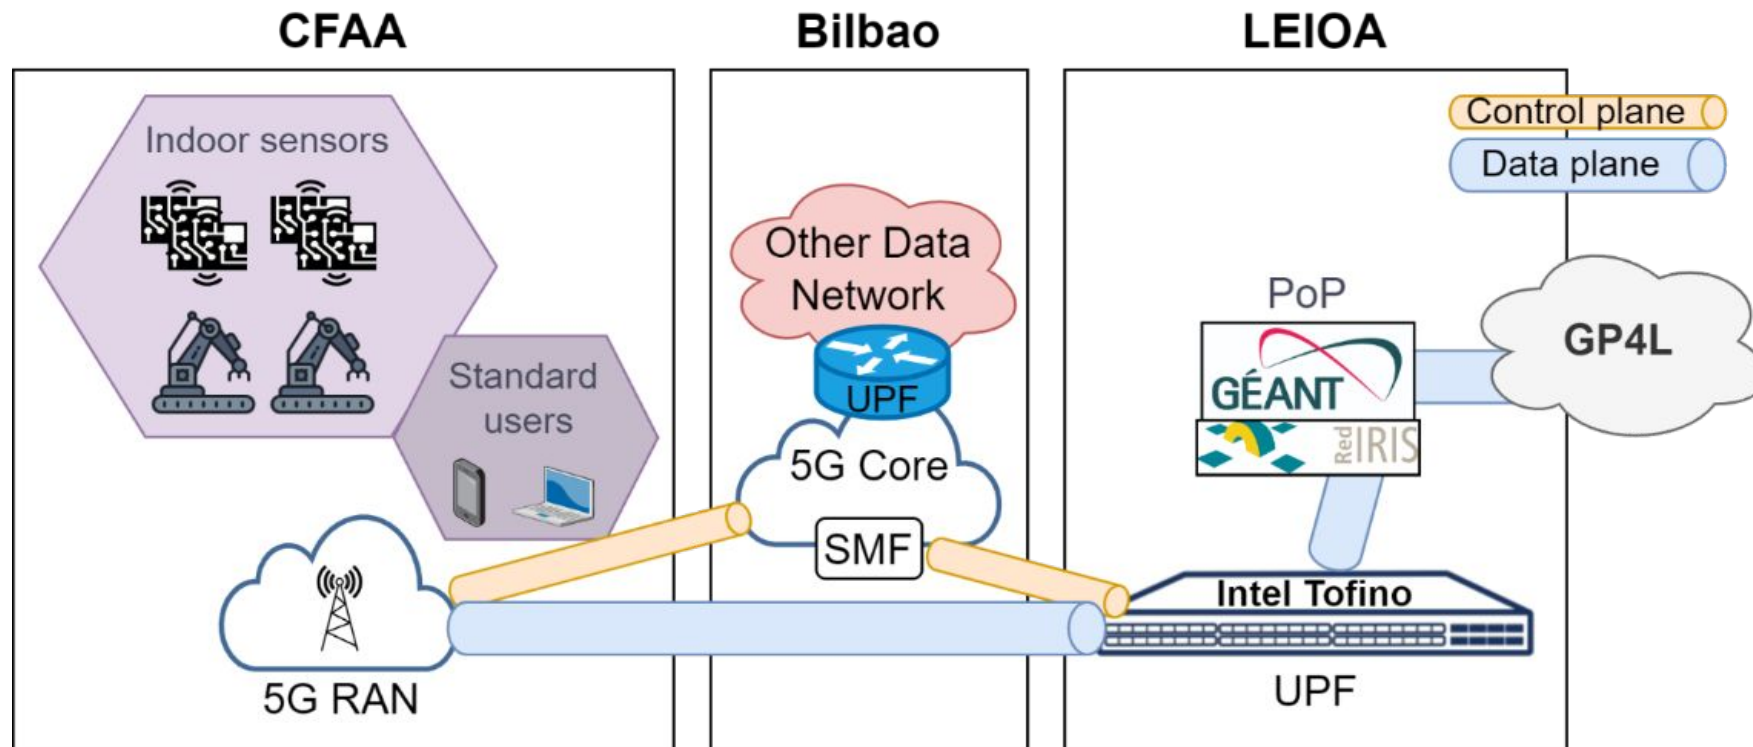 CFAA
Bilbao
LEIOA
Control plane
Data plane
Indoor sensors
Standard
users
5G RAN
Other Data
Network
UPF
5G Core
SMF
PoP
GÉANT
Red IRIS
GP4L
Intel Tofino
UPF